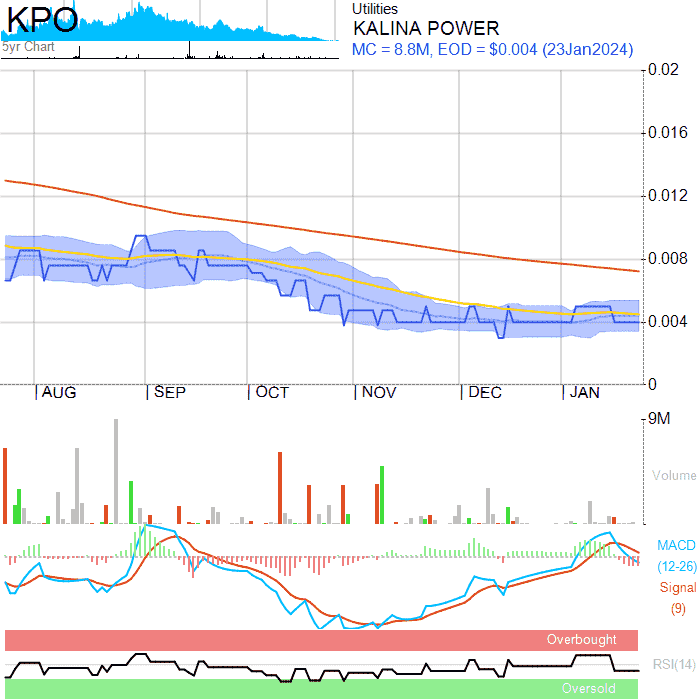 KPO
5yr Chart
Utilities
KALINA POWER
MC = 8.8M, EOD = $0.004 (23Jan2024)
0.02
0.016
0.012
0.008
0.004
0
AUG SEP OCT NOV DEC JAN
9M
Volume
MACD
(12-26)
Signal
(9)
Overbought
RSI(14)
Oversold